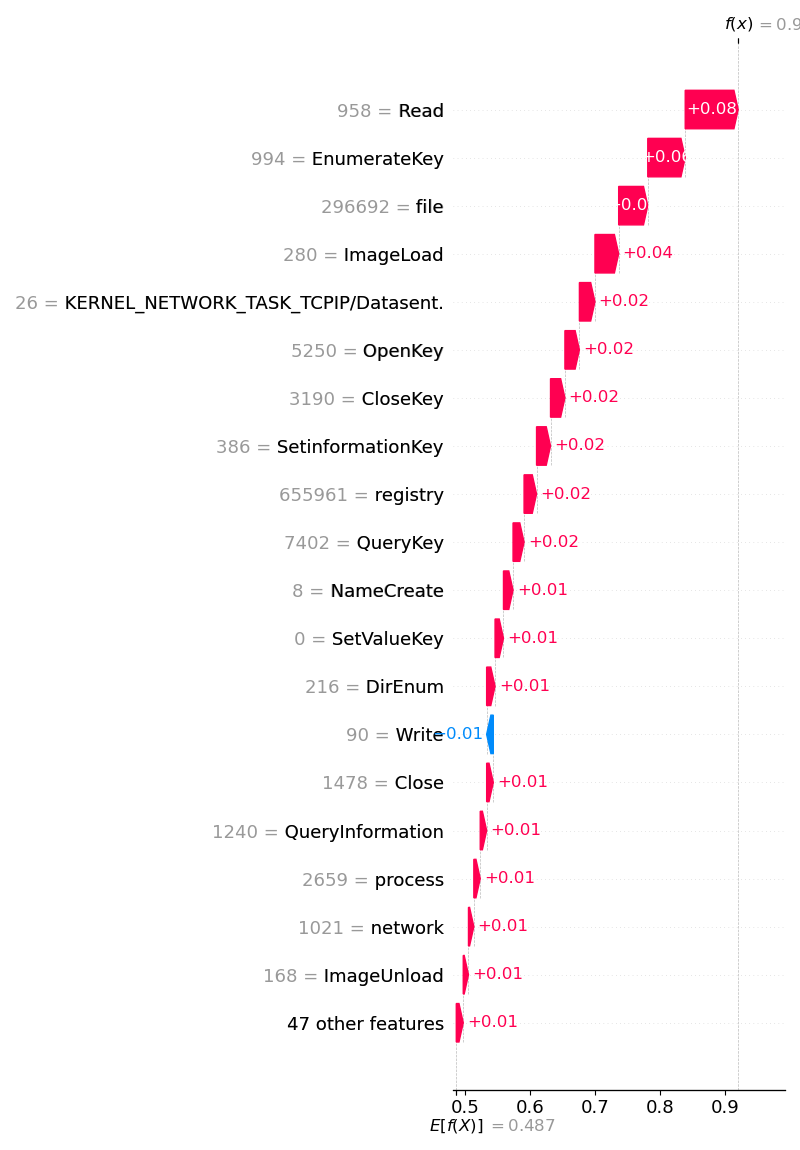 f(x) = 0.9
958 = Read +0.08
994 = EnumerateKey +0.06
296692 = file +0.0
280 = ImageLoad +0.04
26 = KERNEL_NETWORK_TASK_TCPIP/Datasent. +0.02
5250 = OpenKey +0.02
3190 = CloseKey +0.02
386 = SetinformationKey +0.02
655961 = registry +0.02
7402 = QueryKey +0.02
8 = NameCreate +0.01
0 = SetValueKey +0.01
216 = DirEnum +0.01
90 = Write −0.01
1478 = Close +0.01
1240 = QueryInformation +0.01
2659 = process +0.01
1021 = network +0.01
168 = ImageUnload +0.01
47 other features +0.01
0.5 0.6 0.7 0.8 0.9
E[f(X)] = 0.487